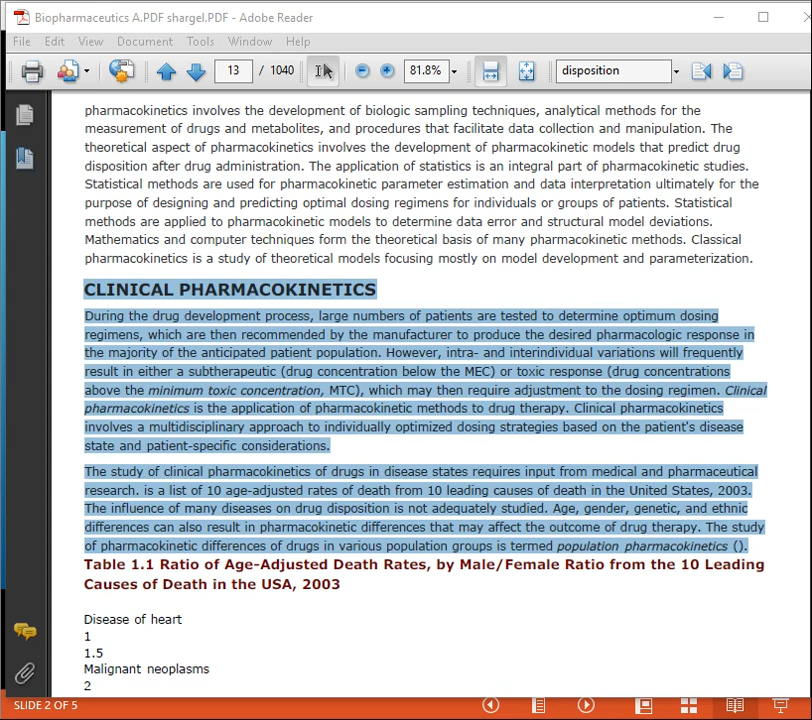 Biopharmaceutics A.PDF shargel.PDF - Adobe Reader
File Edit View Document Tools Window Help
13 / 1040 81.8% disposition
pharmacokinetics involves the development of biologic sampling techniques, analytical methods for the
measurement of drugs and metabolites, and procedures that facilitate data collection and manipulation. The
theoretical aspect of pharmacokinetics involves the development of pharmacokinetic models that predict drug
disposition after drug administration. The application of statistics is an integral part of pharmacokinetic studies.
Statistical methods are used for pharmacokinetic parameter estimation and data interpretation ultimately for the
purpose of designing and predicting optimal dosing regimens for individuals or groups of patients. Statistical
methods are applied to pharmacokinetic models to determine data error and structural model deviations.
Mathematics and computer techniques form the theoretical basis of many pharmacokinetic methods. Classical
pharmacokinetics is a study of theoretical models focusing mostly on model development and parameterization.
CLINICAL PHARMACOKINETICS
During the drug development process, large numbers of patients are tested to determine optimum dosing
regimens, which are then recommended by the manufacturer to produce the desired pharmacologic response in
the majority of the anticipated patient population. However, intra- and interindividual variations will frequently
result in either a subtherapeutic (drug concentration below the MEC) or toxic response (drug concentrations
above the minimum toxic concentration, MTC), which may then require adjustment to the dosing regimen. Clinical
pharmacokinetics is the application of pharmacokinetic methods to drug therapy. Clinical pharmacokinetics
involves a multidisciplinary approach to individually optimized dosing strategies based on the patient's disease
state and patient-specific considerations.
The study of clinical pharmacokinetics of drugs in disease states requires input from medical and pharmaceutical
research. is a list of 10 age-adjusted rates of death from 10 leading causes of death in the United States, 2003.
The influence of many diseases on drug disposition is not adequately studied. Age, gender, genetic, and ethnic
differences can also result in pharmacokinetic differences that may affect the outcome of drug therapy. The study
of pharmacokinetic differences of drugs in various population groups is termed population pharmacokinetics ().
Table 1.1 Ratio of Age-Adjusted Death Rates, by Male/Female Ratio from the 10 Leading
Causes of Death in the USA, 2003
Disease of heart
1
1.5
Malignant neoplasms
2
SLIDE 2 OF 5